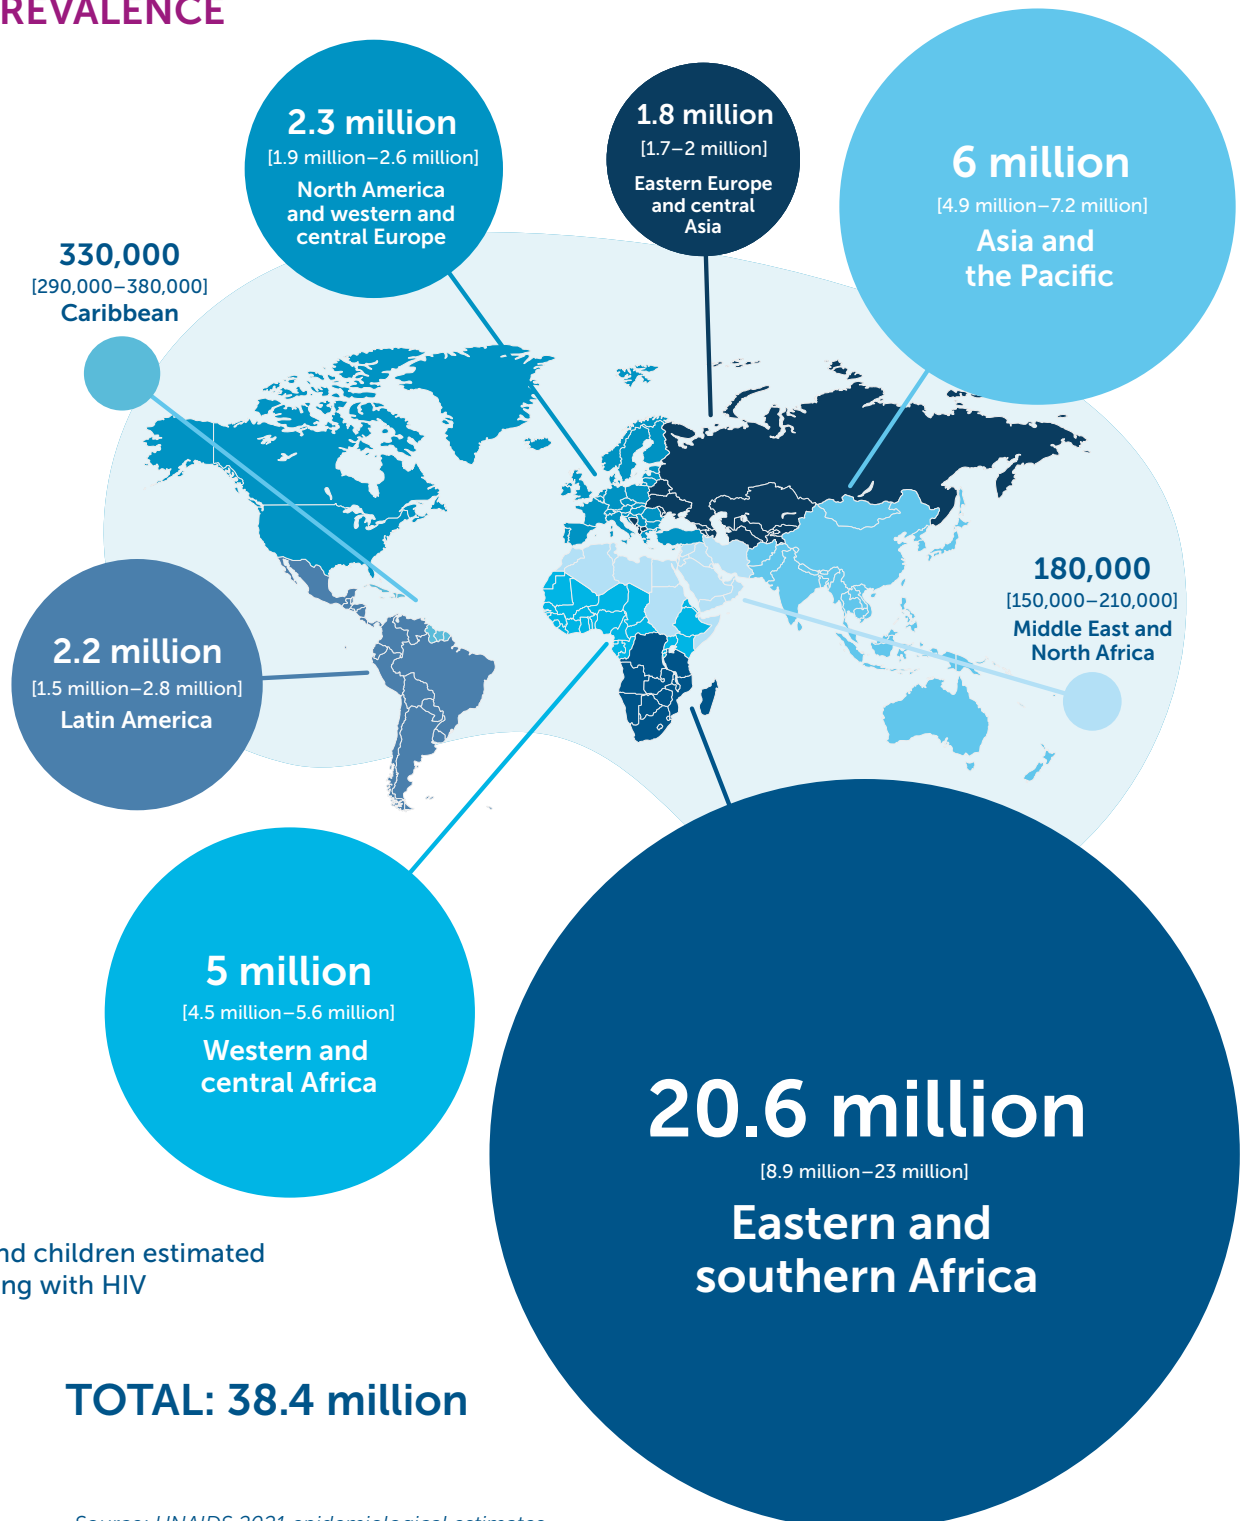 REVALENCE
2.3 million
[1.9 million–2.6 million]
North America
and western and
central Europe
1.8 million
[1.7–2 million]
Eastern Europe
and central
Asia
6 million
[4.9 million–7.2 million]
Asia and
the Pacific
330,000
[290,000–380,000]
Caribbean
180,000
[150,000–210,000]
Middle East and
North Africa
2.2 million
[1.5 million–2.8 million]
Latin America
5 million
[4.5 million–5.6 million]
Western and
central Africa
20.6 million
[8.9 million–23 million]
Eastern and
southern Africa
nd children estimated
ng with HIV
TOTAL: 38.4 million
Source: UNAIDS 2021 epidemiological estimates